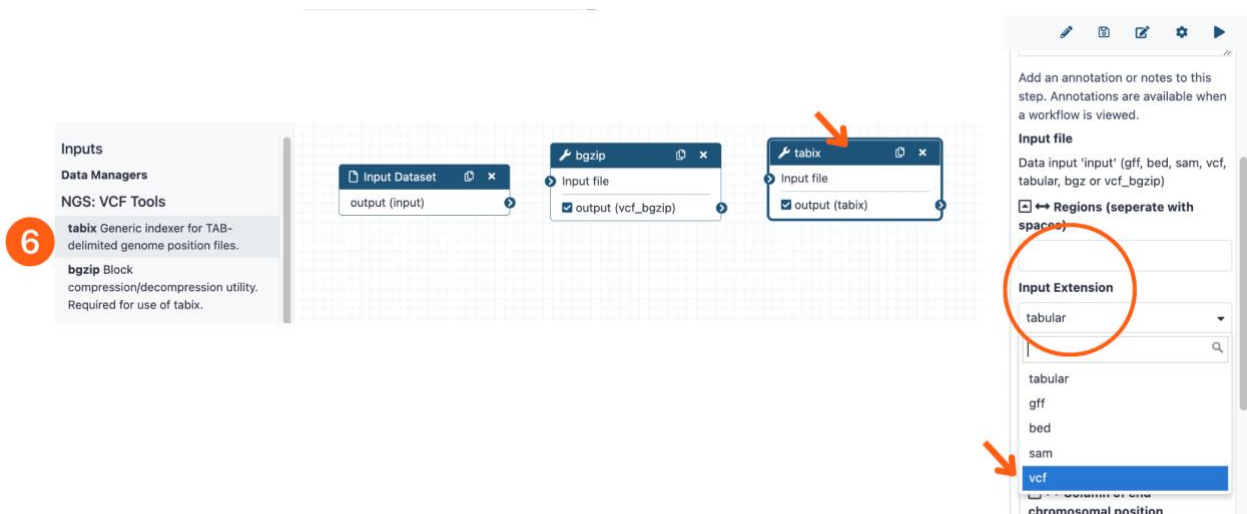 6
Inputs
Data Managers
NGS: VCF Tools
tabix Generic indexer for TAB-
delimited genome position files.
bgzip Block
compression/decompression utility.
Required for use of tabix.
Input Dataset
output (input)
bgzip
Input file
output (vcf_bgzip)
tabix
Input file
output (tabix)
Add an annotation or notes to this
step. Annotations are available when
a workflow is viewed.
Input file
Data input 'input' (gff, bed, sam, vcf,
tabular, bgz or vcf_bgzip)
Regions (seperate with
spaces)
Input Extension
tabular
tabular
gff
bed
sam
vcf
Column of end
chromosomal position